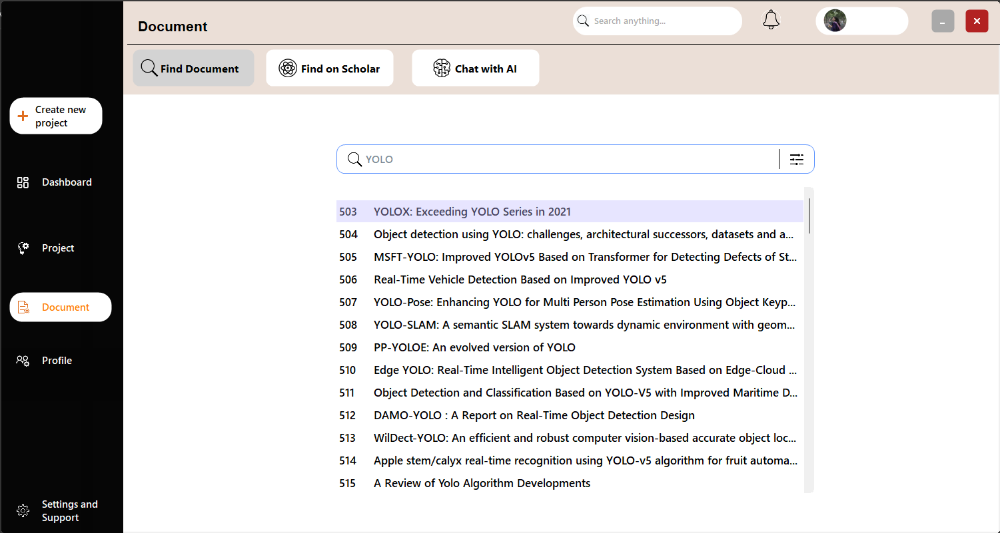 Document
Search anything...
Find Document
Find on Scholar
Chat with AI
Create new
project
Dashboard
Project
Document
Profile
Settings and
Support
YOLO
503 YOLOX: Exceeding YOLO Series in 2021
504 Object detection using YOLO: challenges, architectural successors, datasets and a...
505 MSFT-YOLO: Improved YOLOv5 Based on Transformer for Detecting Defects of St...
506 Real-Time Vehicle Detection Based on Improved YOLO v5
507 YOLO-Pose: Enhancing YOLO for Multi Person Pose Estimation Using Object Keyp...
508 YOLO-SLAM: A semantic SLAM system towards dynamic environment with geom...
509 PP-YOLOE: An evolved version of YOLO
510 Edge YOLO: Real-Time Intelligent Object Detection System Based on Edge-Cloud ...
511 Object Detection and Classification Based on YOLO-V5 with Improved Maritime D...
512 DAMO-YOLO : A Report on Real-Time Object Detection Design
513 WilDect-YOLO: An efficient and robust computer vision-based accurate object loc...
514 Apple stem/calyx real-time recognition using YOLO-v5 algorithm for fruit automa...
515 A Review of Yolo Algorithm Developments